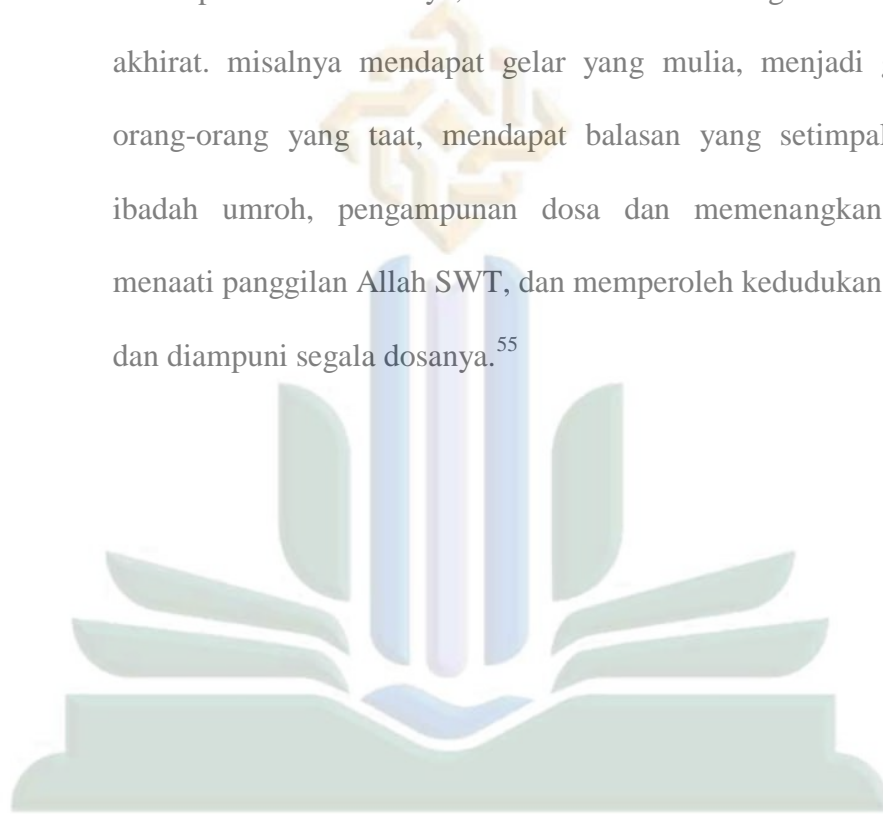 akhirat. misalnya mendapat gelar yang mulia, menjadi
orang-orang yang taat, mendapat balasan yang setimpal
ibadah umroh, pengampunan dosa dan memenangkan
menaati panggilan Allah SWT, dan memperoleh kedudukan
dan diampuni segala dosanya.55